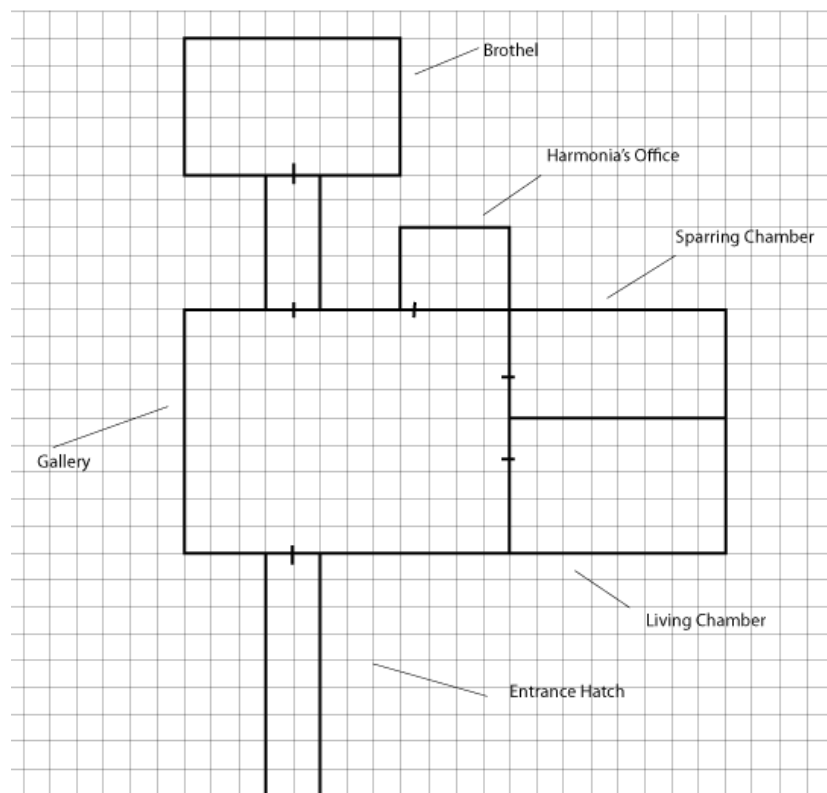 Brothel
Harmonia's Office
Sparring Chamber
Gallery
Living Chamber
Entrance Hatch